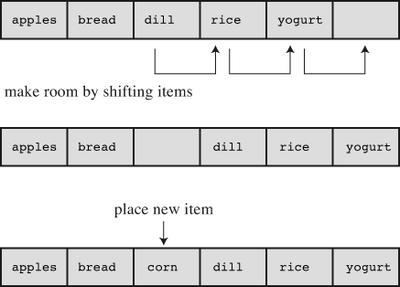 apples bread dill rice yogurt
make room by shifting items
apples bread dill rice yogurt
place new item
apples bread corn dill rice yogurt